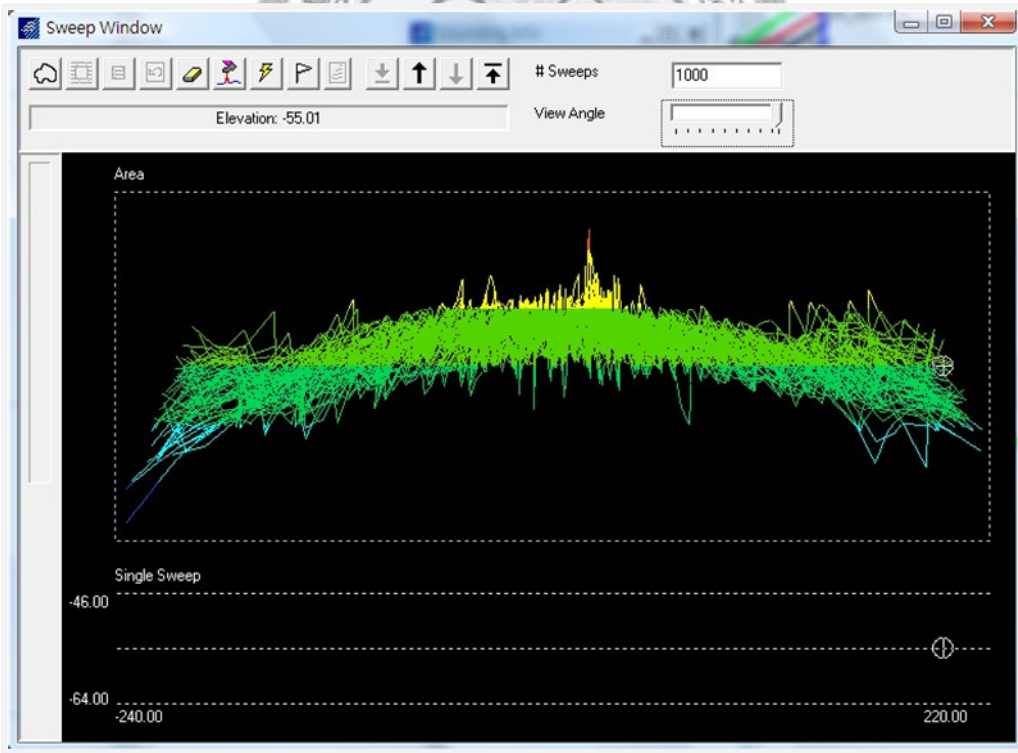 Sweep Window
# Sweeps 1000
Elevation: -55.01
View Angle
Area
Single Sweep
-46.00
-64.00
-240.00 220.00